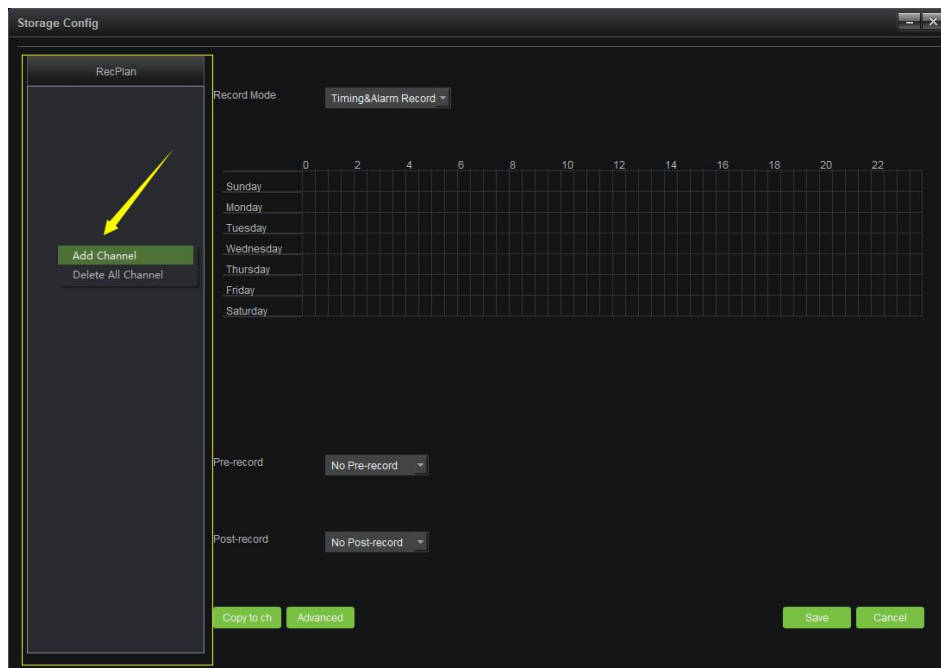 Storage Config
RecPlan
Record Mode
Timing&Alarm Record
0 2 4 6 8 10 12 14 16 18 20 22
Sunday
Monday
Tuesday
Wednesday
Thursday
Friday
Saturday
Add Channel
Delete All Channel
Pre-record
No Pre-record
Post-record
No Post-record
Copy to ch Advanced Save Cancel